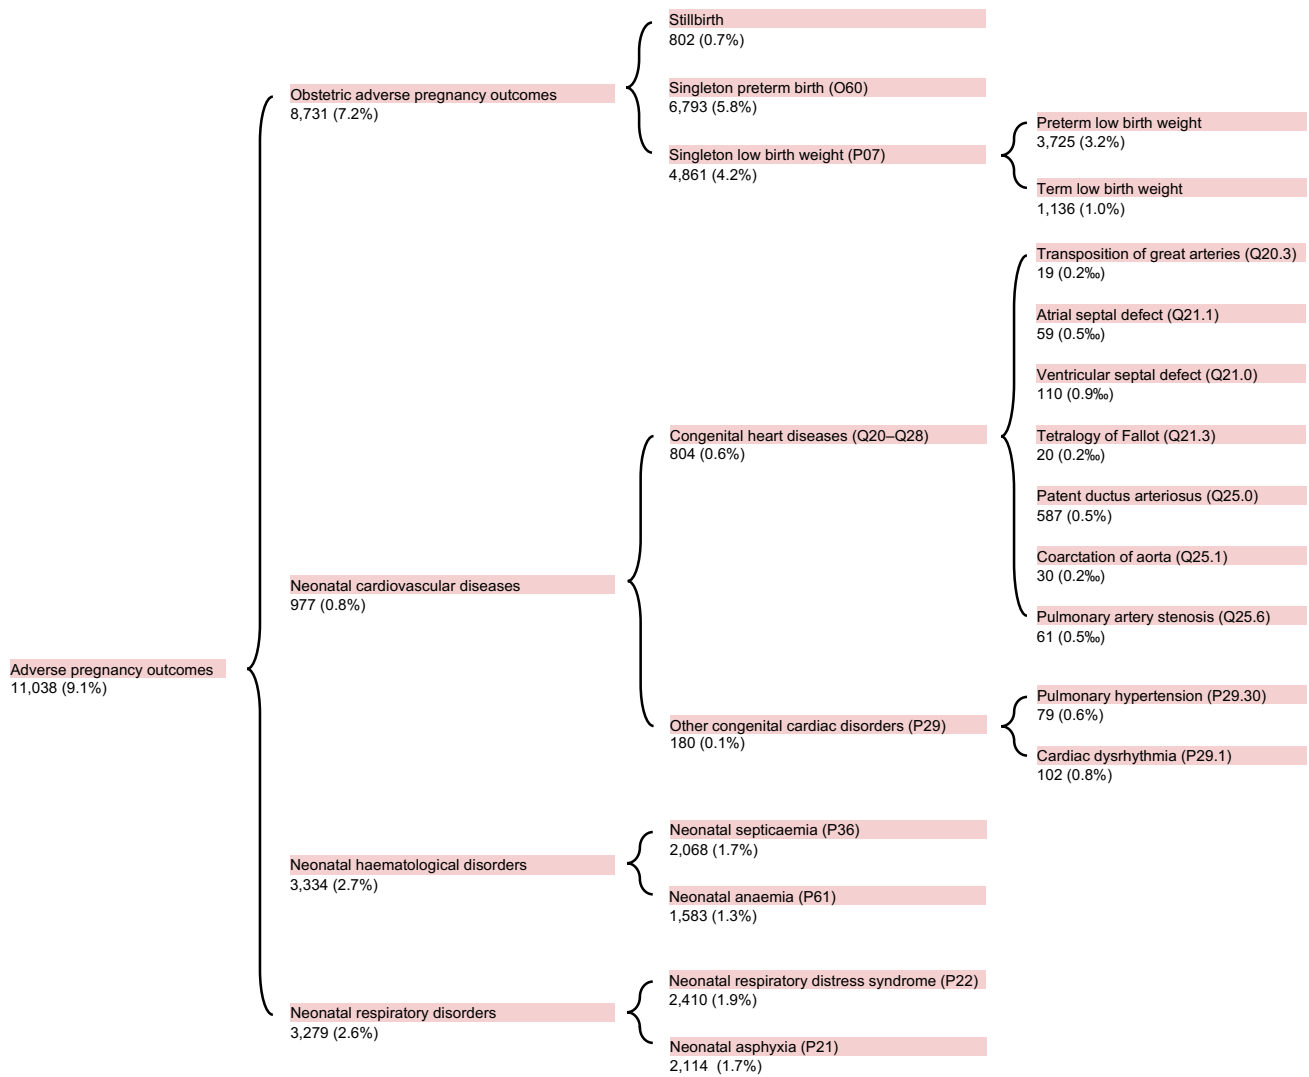 Stillbirth
802 (0.7%)
Singleton preterm birth (O60)
6,793 (5.8%)
Obstetric adverse pregnancy outcomes
8,731 (7.2%)
Singleton low birth weight (P07)
4,861 (4.2%)
Preterm low birth weight
3,725 (3.2%)
Term low birth weight
1,136 (1.0%)
Transposition of great arteries (Q20.3)
19 (0.2‰)
Atrial septal defect (Q21.1)
59 (0.5‰)
Ventricular septal defect (Q21.0)
110 (0.9‰)
Congenital heart diseases (Q20–Q28)
804 (0.6%)
Tetralogy of Fallot (Q21.3)
20 (0.2‰)
Patent ductus arteriosus (Q25.0)
587 (0.5%)
Coarctation of aorta (Q25.1)
30 (0.2‰)
Neonatal cardiovascular diseases
977 (0.8%)
Pulmonary artery stenosis (Q25.6)
61 (0.5‰)
Adverse pregnancy outcomes
11,038 (9.1%)
Other congenital cardiac disorders (P29)
180 (0.1%)
Pulmonary hypertension (P29.30)
79 (0.6%)
Cardiac dysrhythmia (P29.1)
102 (0.8%)
Neonatal haematological disorders
3,334 (2.7%)
Neonatal septicaemia (P36)
2,068 (1.7%)
Neonatal anaemia (P61)
1,583 (1.3%)
Neonatal respiratory disorders
3,279 (2.6%)
Neonatal respiratory distress syndrome (P22)
2,410 (1.9%)
Neonatal asphyxia (P21)
2,114 (1.7%)